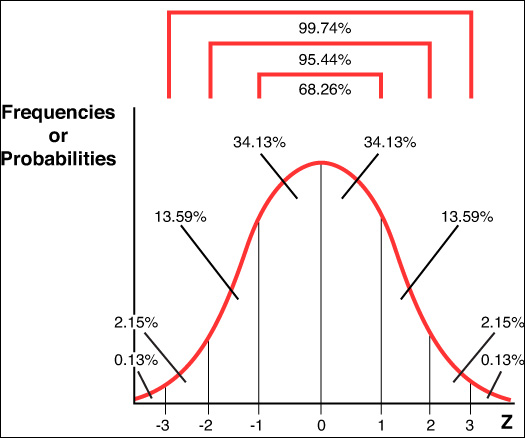 99.74%
95.44%
68.26%
Frequencies
or
Probabilities
34.13% 34.13%
13.59% 13.59%
2.15% 2.15%
0.13% 0.13%
-3 -2 -1 0 1 2 3 Z